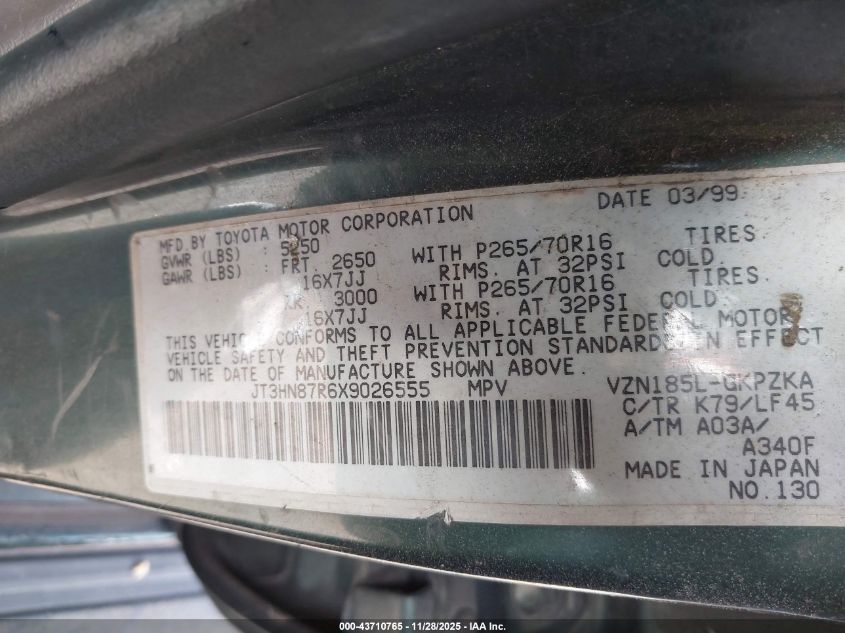 DATE 03/99
MFD.BY TOYOTA MOTOR CORPORATION
GVWR (LBS) : 5250
GAWR (LBS) : FRT. 2650 WITH P265/70R16 TIRES.
16X7JJ RIMS. AT 32PSI COLD.
RR. 3000 WITH P265/70R16 TIRES
16X7JJ RIMS. AT 32PSI COLD.
THIS VEHICLE CONFORMS TO ALL APPLICABLE FEDERAL MOTOR
VEHICLE SAFETY AND THEFT PREVENTION STANDARDS IN EFFECT
ON THE DATE OF MANUFACTURE SHOWN ABOVE.
JT3HN87R6X9026555 MPV VZN185L-GKPZKA
C/TR K79/LF45
A/TM A03A/
A340F
MADE IN JAPAN
NO.130
000-43710765 | 11/28/2025 - IAA Inc.